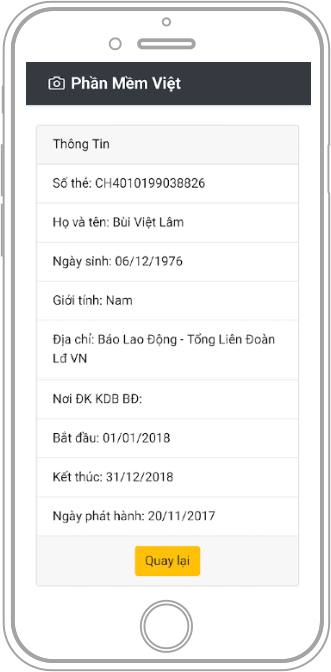 Phần Mềm Việt
Thông Tin
Số thẻ: CH4010199038826
Họ và tên: Bùi Việt Lâm
Ngày sinh: 06/12/1976
Giới tính: Nam
Địa chỉ: Báo Lao Động - Tổng Liên Đoàn
Lđ VN
Nơi ĐK KDB BĐ:
Bắt đầu: 01/01/2018
Kết thúc: 31/12/2018
Ngày phát hành: 20/11/2017
Quay lại